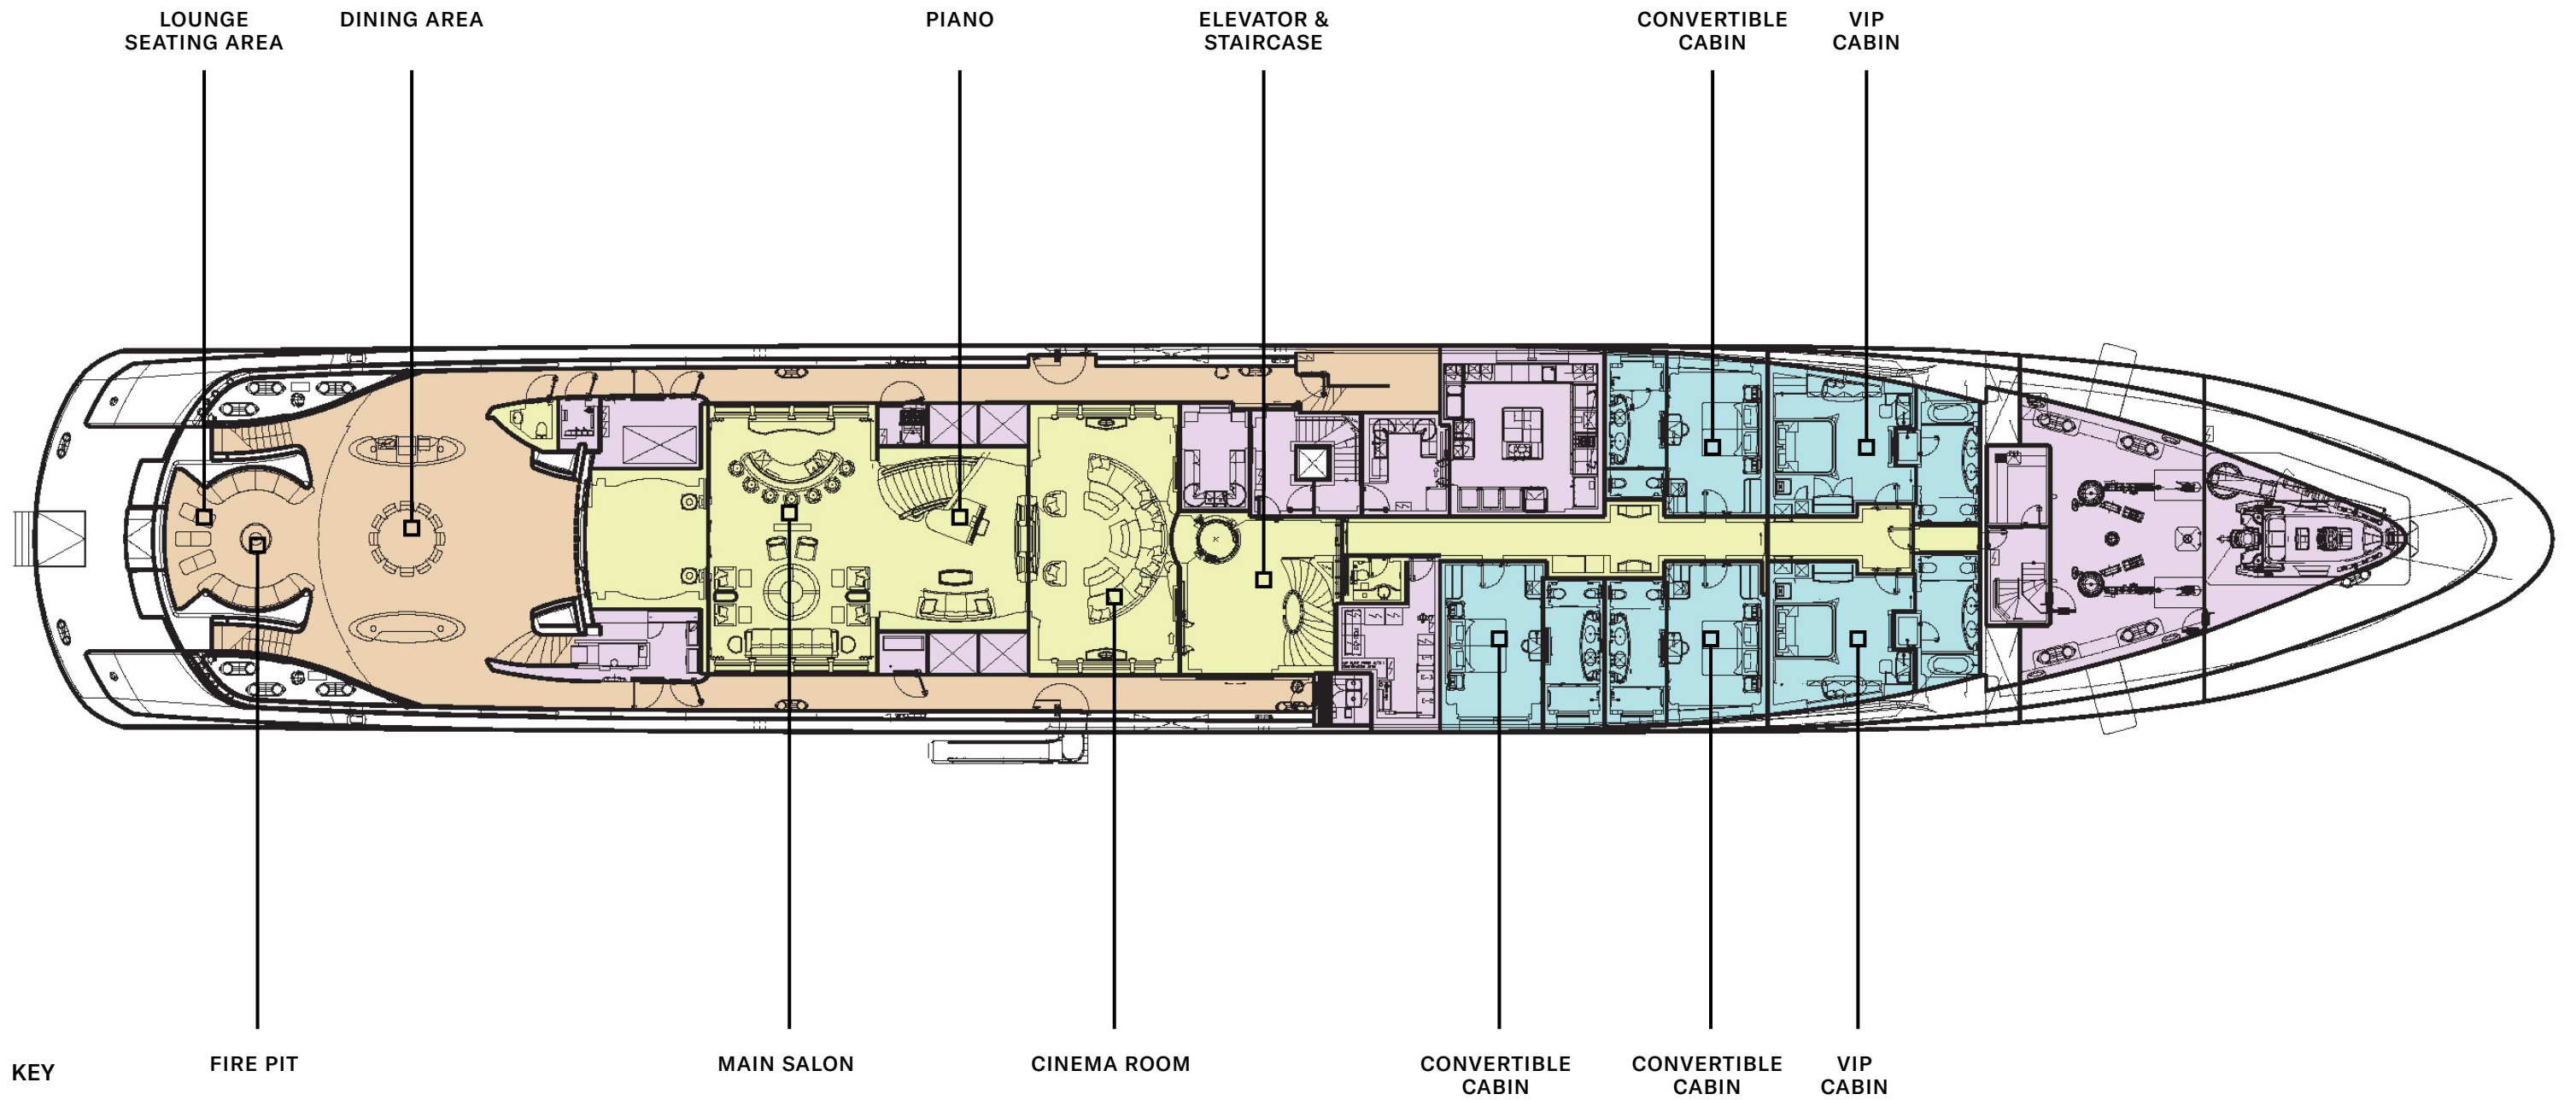 LOUNGE
SEATING AREA
DINING AREA
PIANO
ELEVATOR &
STAIRCASE
CONVERTIBLE
CABIN
VIP
CABIN
KEY
FIRE PIT
MAIN SALON
CINEMA ROOM
CONVERTIBLE
CABIN
CONVERTIBLE
CABIN
VIP
CABIN